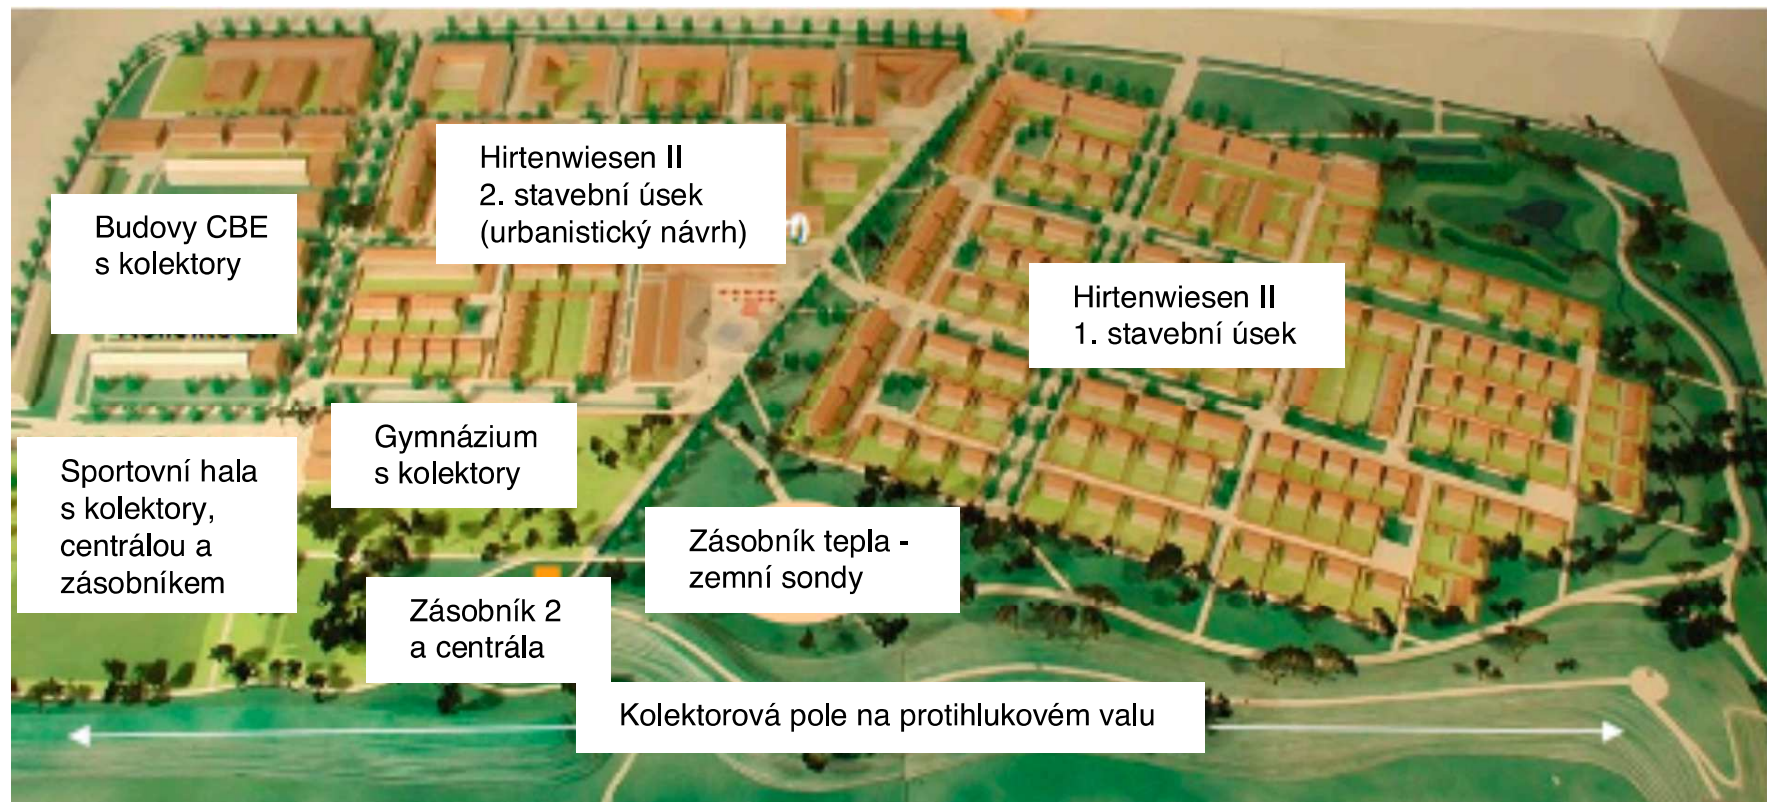 Hirtenwiesen II
2. stavební úsek
(urbanistický návrh)
Budovy CBE
s kolektory
Hirtenwiesen II
1. stavební úsek
Gymnázium
s kolektory
Sportovní hala
s kolektory,
centrálou a
zásobníkem
Zásobník tepla -
zemní sondy
Zásobník 2
a centrála
Kolektorová pole na protihlukovém valu